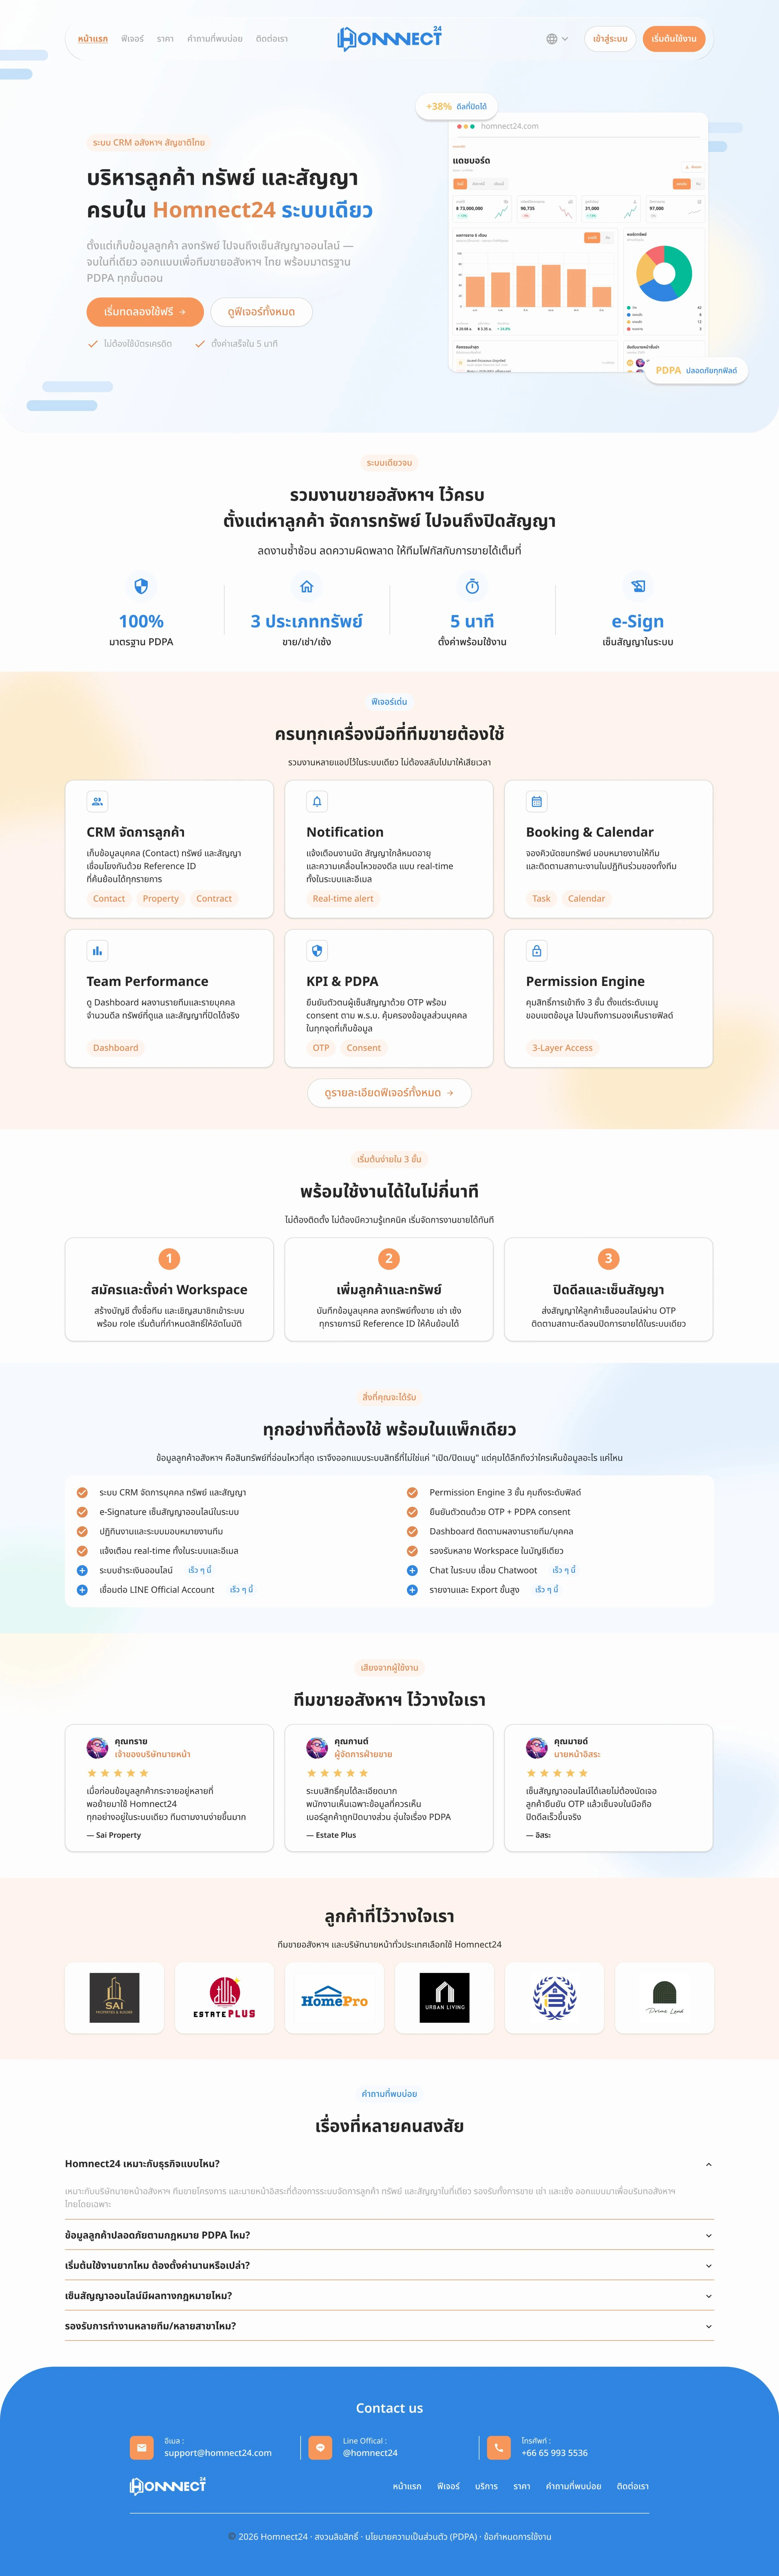 หน้าแรก ฟีเจอร์ ราคา คำถามที่พบบ่อย ติดต่อเรา
HONNNECT 24
เข้าสู่ระบบ เริ่มต้นใช้งาน
+38% ดีลที่ปิดได้
homnect24.com
ระบบ CRM อสังหาฯ สัญชาติไทย
บริหารลูกค้า ทรัพย์ และสัญญา
ครบใน Homnect24 ระบบเดียว
ตั้งแต่เก็บข้อมูลลูกค้า ลงทรัพย์ ไปจนถึงเซ็นสัญญาออนไลน์ —
จบในที่เดียว ออกแบบเพื่อทีมขายอสังหาฯ ไทย พร้อมมาตรฐาน
PDPA ทุกขั้นตอน
เริ่มทดลองใช้ฟรี → ดูฟีเจอร์ทั้งหมด
ไม่ต้องใช้บัตรเครดิต ตั้งค่าเสร็จใน 5 นาที
แดชบอร์ด
฿ 73,000,000 90,735 31,000 97,000
PDPA ปลอดภัยทุกฟิลด์
ระบบเดียวจบ
รวมงานขายอสังหาฯ ไว้ครบ
ตั้งแต่หาลูกค้า จัดการทรัพย์ ไปจนถึงปิดสัญญา
ลดงานซ้ำซ้อน ลดความผิดพลาด ให้ทีมโฟกัสกับการขายได้เต็มที่
100% 3 ประเภททรัพย์ 5 นาที e-Sign
มาตรฐาน PDPA ขาย/เช่า/เซ้ง ตั้งค่าพร้อมใช้งาน เซ็นสัญญาในระบบ
ฟีเจอร์เด่น
ครบทุกเครื่องมือที่ทีมขายต้องใช้
รวมงานหลายแอปไว้ในระบบเดียว ไม่ต้องสลับไปมาให้เสียเวลา
CRM จัดการลูกค้า
เก็บข้อมูลบุคคล (Contact) ทรัพย์ และสัญญา
เชื่อมโยงกันด้วย Reference ID
ที่ค้นย้อนได้ทุกรายการ
Contact Property Contract
Notification
แจ้งเตือนงานนัด สัญญาใกล้หมดอายุ
และความเคลื่อนไหวของดีล แบบ real-time
ทั้งในระบบและอีเมล
Real-time alert
Booking & Calendar
จองคิวนัดชมทรัพย์ มอบหมายงานให้ทีม
และติดตามสถานะงานในปฏิทินร่วมของทั้งทีม
Task Calendar
Team Performance
ดู Dashboard ผลงานรายทีมและรายบุคคล
จำนวนดีล ทรัพย์ที่ดูแล และสัญญาที่ปิดได้จริง
Dashboard
KPI & PDPA
ยืนยันตัวตนผู้เซ็นสัญญาด้วย OTP พร้อม
consent ตาม พ.ร.บ. คุ้มครองข้อมูลส่วนบุคคล
ในทุกจุดที่เก็บข้อมูล
OTP Consent
Permission Engine
คุมสิทธิ์การเข้าถึง 3 ชั้น ตั้งแต่ระดับเมนู
ขอบเขตข้อมูล ไปจนถึงการมองเห็นรายฟิลด์
3-Layer Access
ดูรายละเอียดฟีเจอร์ทั้งหมด →
เริ่มต้นง่ายใน 3 ขั้น
พร้อมใช้งานได้ในไม่กี่นาที
ไม่ต้องติดตั้ง ไม่ต้องมีความรู้เทคนิค เริ่มจัดการงานขายได้ทันที
1
สมัครและตั้งค่า Workspace
สร้างบัญชี ตั้งชื่อทีม และเชิญสมาชิกเข้าระบบ
พร้อม role เริ่มต้นที่กำหนดสิทธิ์ให้อัตโนมัติ
2
เพิ่มลูกค้าและทรัพย์
บันทึกข้อมูลบุคคล ลงทรัพย์ทั้งขาย เช่า เซ้ง
ทุกรายการมี Reference ID ให้ค้นย้อนได้
3
ปิดดีลและเซ็นสัญญา
ส่งสัญญาให้ลูกค้าเซ็นออนไลน์ผ่าน OTP
ติดตามสถานะดีลจนปิดการขายได้ในระบบเดียว
สิ่งที่คุณจะได้รับ
ทุกอย่างที่ต้องใช้ พร้อมในแพ็กเดียว
ข้อมูลลูกค้าอสังหาฯ คือสินทรัพย์ที่อ่อนไหวที่สุด เราจึงออกแบบระบบสิทธิ์ที่ไม่ใช่แค่ "เปิด/ปิดเมนู" แต่คุมได้ลึกถึงว่าใครเห็นข้อมูลอะไร แค่ไหน
ระบบ CRM จัดการบุคคล ทรัพย์ และสัญญา
e-Signature เซ็นสัญญาออนไลน์ในระบบ
ปฏิทินงานและระบบมอบหมายงานทีม
แจ้งเตือน real-time ทั้งในระบบและอีเมล
ระบบชำระเงินออนไลน์ เร็ว ๆ นี้
เชื่อมต่อ LINE Official Account เร็ว ๆ นี้
Permission Engine 3 ชั้น คุมถึงระดับฟิลด์
ยืนยันตัวตนด้วย OTP + PDPA consent
Dashboard ติดตามผลงานรายทีม/บุคคล
รองรับหลาย Workspace ในบัญชีเดียว
Chat ในระบบ เชื่อม Chatwoot เร็ว ๆ นี้
รายงานและ Export ขั้นสูง เร็ว ๆ นี้
เสียงจากผู้ใช้งาน
ทีมขายอสังหาฯ ไว้วางใจเรา
คุณทราย
เจ้าของบริษัทนายหน้า
เมื่อก่อนข้อมูลลูกค้ากระจายอยู่หลายที่
พอย้ายมาใช้ Homnect24
ทุกอย่างอยู่ในระบบเดียว ทีมตามงานง่ายขึ้นมาก
— Sai Property
คุณกานต์
ผู้จัดการฝ่ายขาย
ระบบสิทธิ์คุมได้ละเอียดมาก
พนักงานเห็นเฉพาะข้อมูลที่ควรเห็น
เบอร์ลูกค้าถูกปิดบางส่วน อุ่นใจเรื่อง PDPA
— Estate Plus
คุณมายด์
นายหน้าอิสระ
เซ็นสัญญาออนไลน์ได้เลยไม่ต้องนัดเจอ
ลูกค้ายืนยัน OTP แล้วเซ็นจบในมือถือ
ปิดดีลเร็วขึ้นจริง
— อิสระ
ลูกค้าที่ไว้วางใจเรา
ทีมขายอสังหาฯ และบริษัทนายหน้าทั่วประเทศเลือกใช้ Homnect24
SAI
ESTATE PLUS
HomePro
URBAN LIVING
Prime Land
คำถามที่พบบ่อย
เรื่องที่หลายคนสงสัย
Homnect24 เหมาะกับธุรกิจแบบไหน?
เหมาะกับบริษัทนายหน้าอสังหาฯ ทีมขายโครงการ และนายหน้าอิสระที่ต้องการระบบจัดการลูกค้า ทรัพย์ และสัญญาในที่เดียว รองรับทั้งการขาย เช่า และเซ้ง ออกแบบมาเพื่อบริบทอสังหาฯ
ไทยโดยเฉพาะ
ข้อมูลลูกค้าปลอดภัยตามกฎหมาย PDPA ไหม?
เริ่มต้นใช้งานยากไหม ต้องตั้งค่านานหรือเปล่า?
เซ็นสัญญาออนไลน์มีผลทางกฎหมายไหม?
รองรับการทำงานหลายทีม/หลายสาขาไหม?
Contact us
อีเมล :
support@homnect24.com
Line Offical :
@homnect24
โทรศัพท์ :
+66 65 993 5536
HONNNECT 24
หน้าแรก ฟีเจอร์ บริการ ราคา คำถามที่พบบ่อย ติดต่อเรา
© 2026 Homnect24 · สงวนลิขสิทธิ์ · นโยบายความเป็นส่วนตัว (PDPA) · ข้อกำหนดการใช้งาน